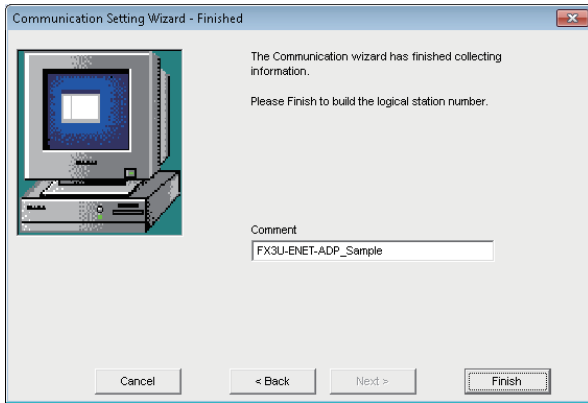 Communication Setting Wizard - Finished
The Communication wizard has finished collecting
information.
Please Finish to build the logical station number.
Comment
FX3U-ENET-ADP_Sample
Cancel
< Back
Next >
Finish